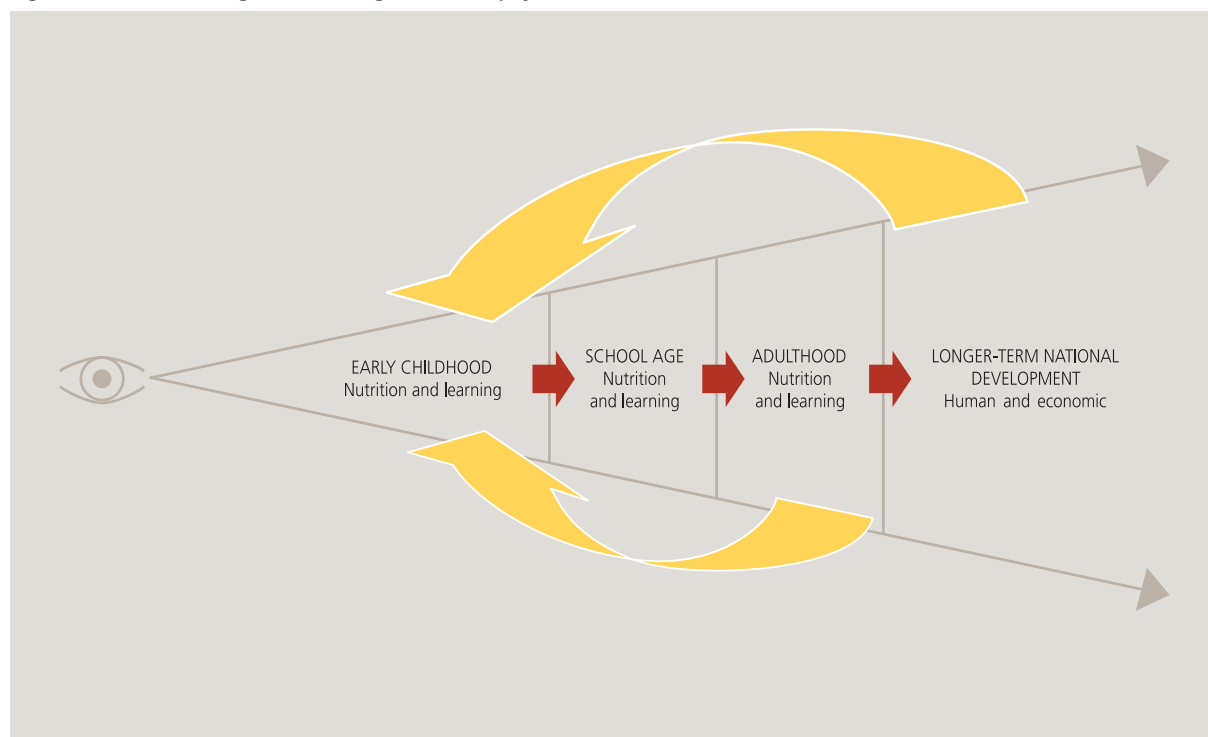 EARLY CHILDHOOD
Nutrition and learning
SCHOOL AGE
Nutrition
and learning
ADULTHOOD
Nutrition
and learning
LONGER-TERM NATIONAL
DEVELOPMENT
Human and economic